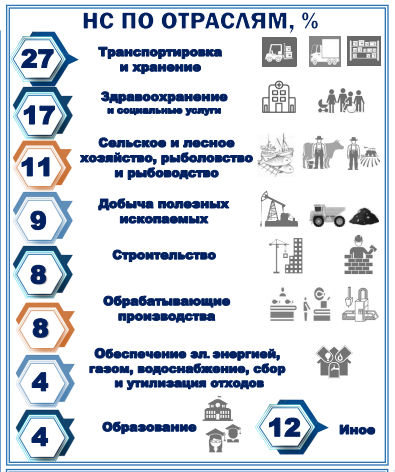 НС ПО ОТРАСЛЯМ, %
27
Транспортировка
и хранение
17
Здравоохранение
и социальные услуги
11
Сельское и лесное
хозяйство, рыболовство
и рыбоводство
9
Добыча полезных
ископаемых
8
Строительство
8
Обрабатывающие
производства
4
Обеспечение эл. энергией,
газом, водоснабжение, сбор
и утилизация отходов
4
Образование
12
Иное